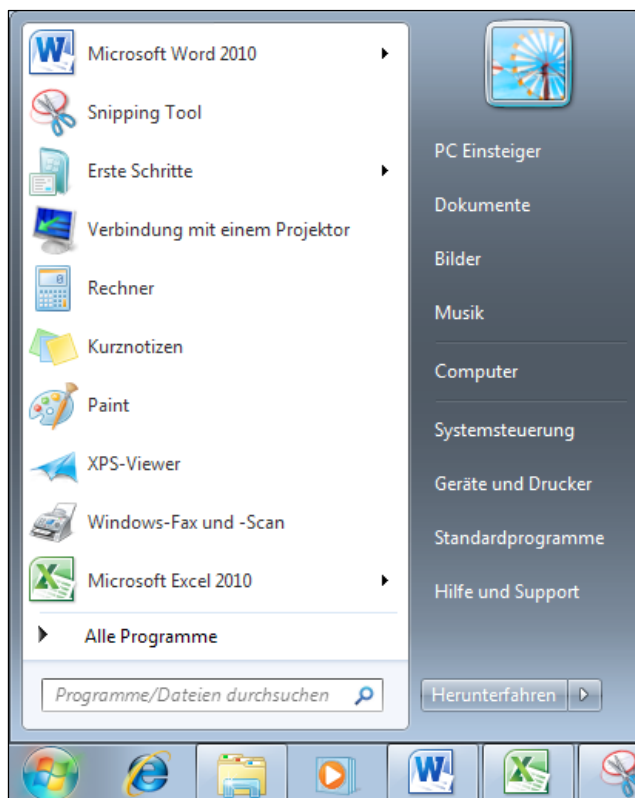 Microsoft Word 2010
Snipping Tool
Erste Schritte
Verbindung mit einem Projektor
Rechner
Kurznotizen
Paint
XPS-Viewer
Windows-Fax und -Scan
Microsoft Excel 2010
Alle Programme
Programme/Dateien durchsuchen
PC Einsteiger
Dokumente
Bilder
Musik
Computer
Systemsteuerung
Geräte und Drucker
Standardprogramme
Hilfe und Support
Herunterfahren